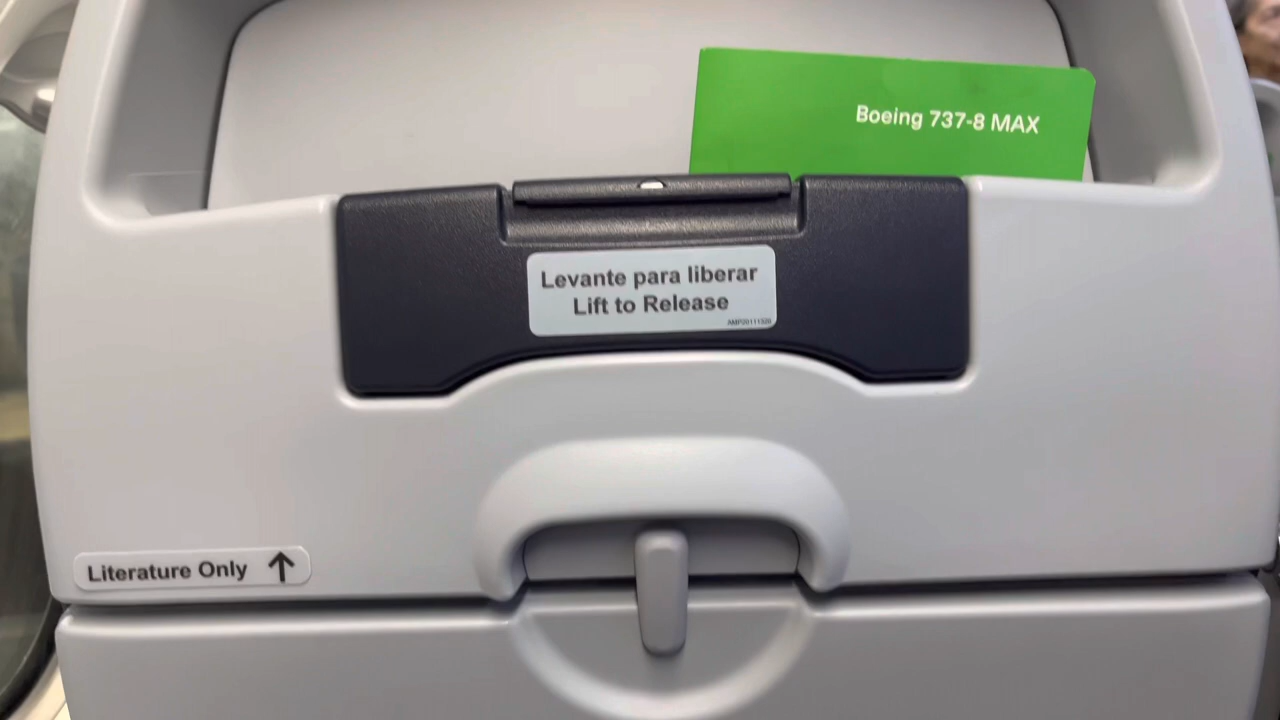 Boeing 737-8 MAX
Levante para liberar
Lift to Release
Literature Only